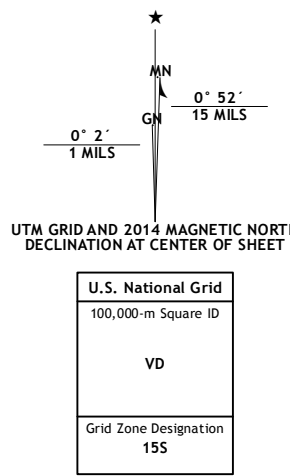 ★
MN
0° 52´
15 MILS
GN
0° 2´
1 MILS
UTM GRID AND 2014 MAGNETIC NORTH
DECLINATION AT CENTER OF SHEET
U.S. National Grid
100,000-m Square ID
VD
Grid Zone Designation
15S